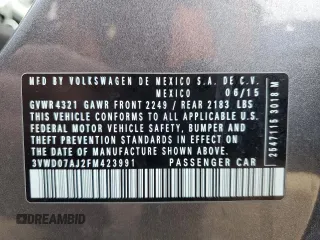 MFD BY VOLKSWAGEN DE MEXICO S.A. DE C.V.
MEXICO 06/15
GVWR4321 GAWR FRONT 2249 / REAR 2183 LBS
THIS VEHICLE CONFORMS TO ALL APPLICABLE U.S.
FEDERAL MOTOR VEHICLE SAFETY, BUMPER, AND
THEFT PREVENTION STANDARDS IN EFFECT ON THE
DATE OF MANUFACTURE SHOWN ABOVE.
3VWD07AJ2FM423991 PASSENGER CAR
2547115 3018 M